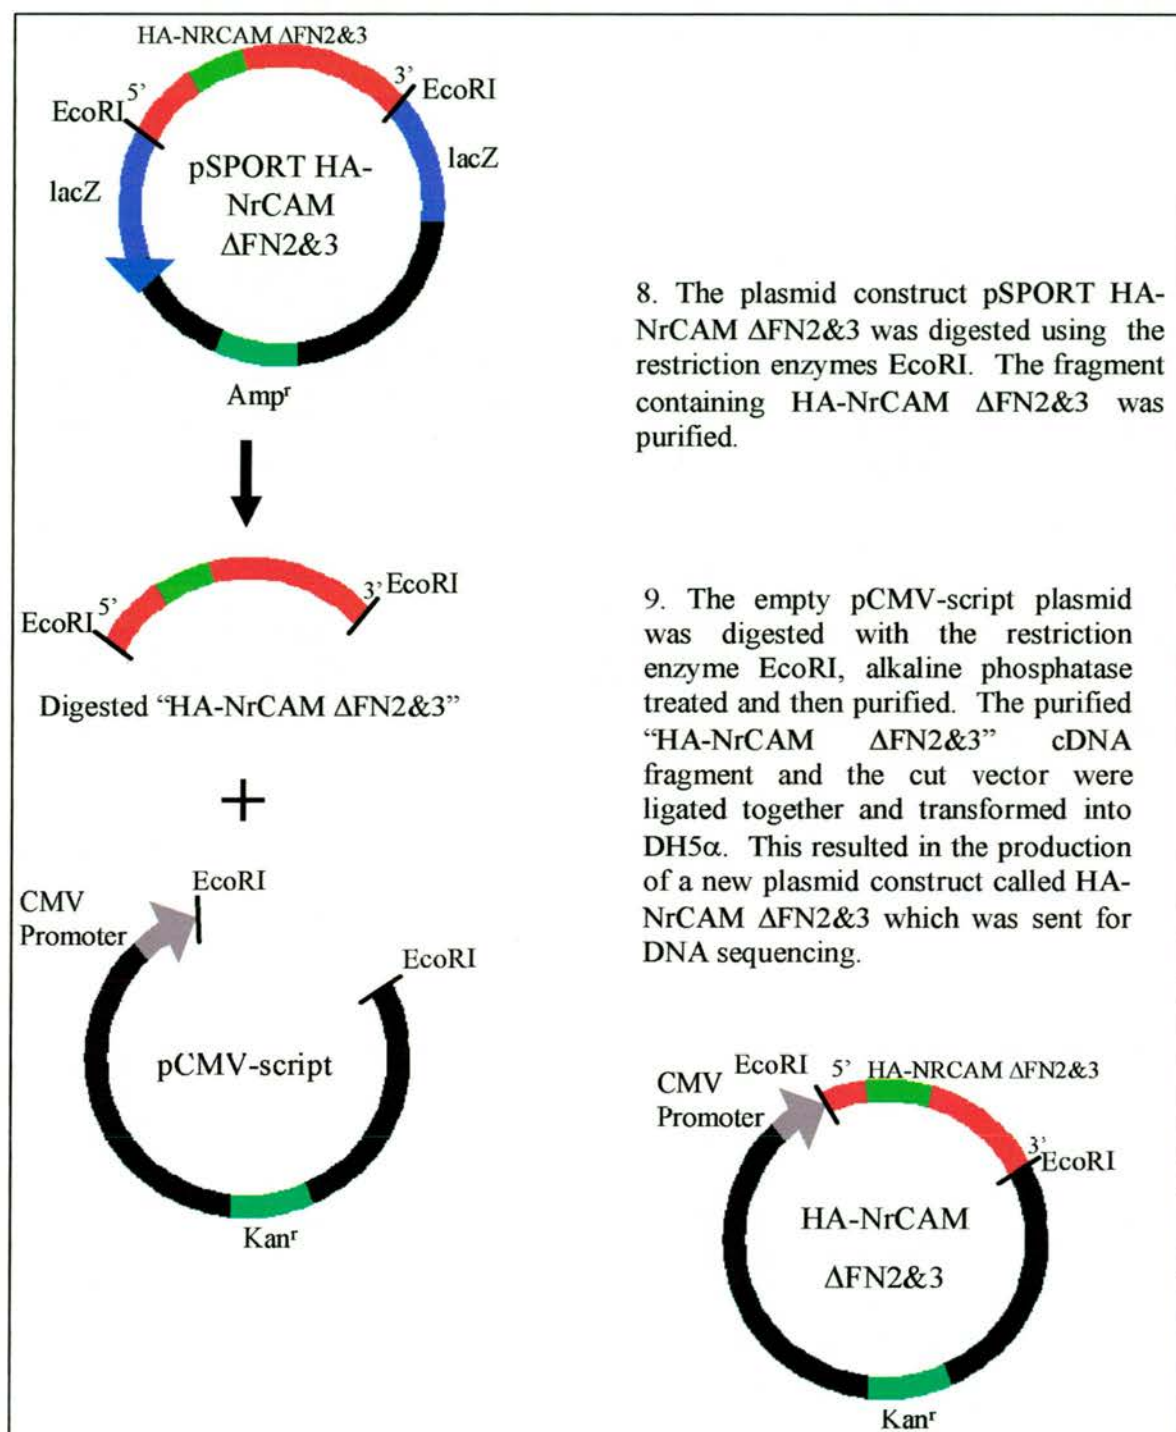 HA-NRCAM ΔFN2&3
5’
3’
EcoRI
EcoRI
lacZ
lacZ
pSPORT HA-
NrCAM
ΔFN2&3
Ampʳ
8. The plasmid construct pSPORT HA-
NrCAM ΔFN2&3 was digested using the
restriction enzymes EcoRI. The fragment
containing HA-NrCAM ΔFN2&3 was
purified.
EcoRI
5’
3’
EcoRI
Digested “HA-NrCAM ΔFN2&3”
+
9. The empty pCMV-script plasmid
was digested with the restriction
enzyme EcoRI, alkaline phosphatase
treated and then purified. The purified
“HA-NrCAM ΔFN2&3” cDNA
fragment and the cut vector were
ligated together and transformed into
DH5α. This resulted in the production
of a new plasmid construct called HA-
NrCAM ΔFN2&3 which was sent for
DNA sequencing.
EcoRI
CMV
Promoter
EcoRI
pCMV-script
Kanʳ
EcoRI
5’
HA-NRCAM ΔFN2&3
CMV
Promoter
3’
EcoRI
HA-NrCAM
ΔFN2&3
Kanʳ